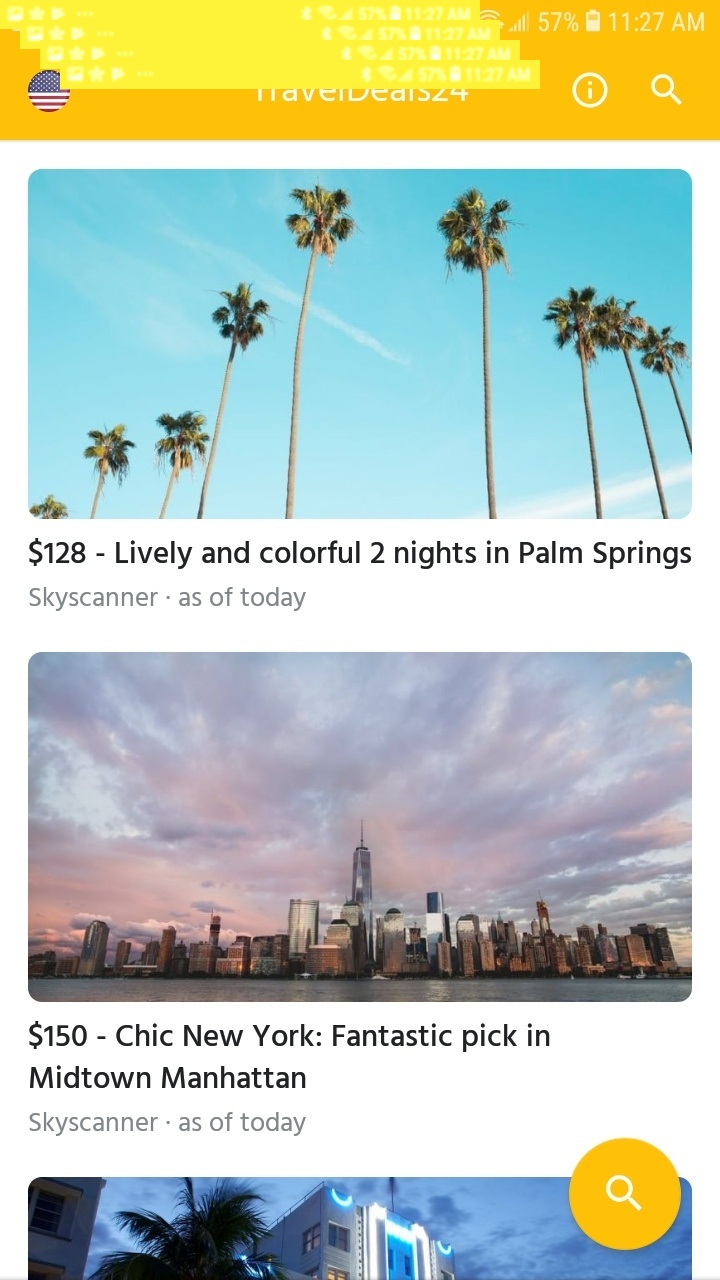 57% 11:27 AM
57% 11:27 AM
57% 11:27 AM
57% 11:27 AM
57% 11:27 AM
TravelDeals24
$128 - Lively and colorful 2 nights in Palm Springs
Skyscanner · as of today
$150 - Chic New York: Fantastic pick in
Midtown Manhattan
Skyscanner · as of today